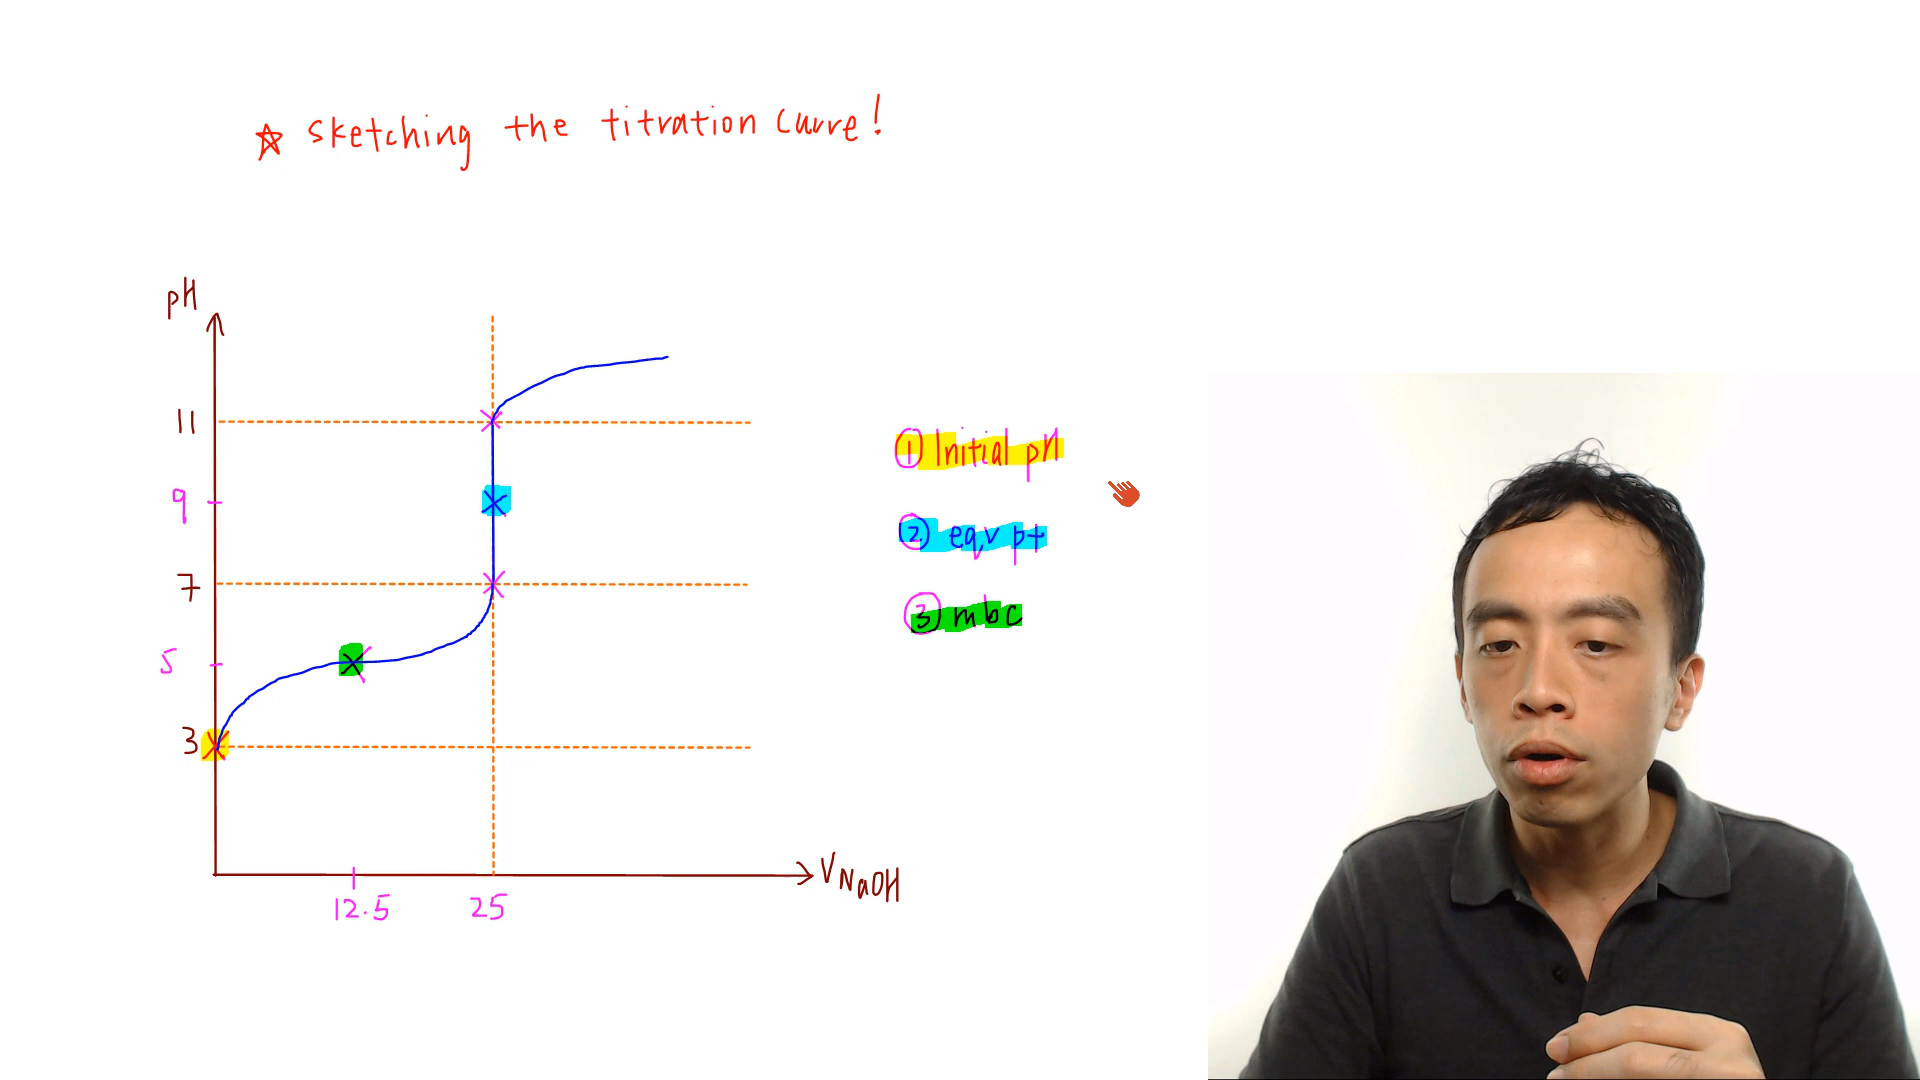 ☆ sketching the titration curve!
pH
11
9
7
5
3
12.5
25
VNaOH
① Initial pH
② eqv pt
③ mbc